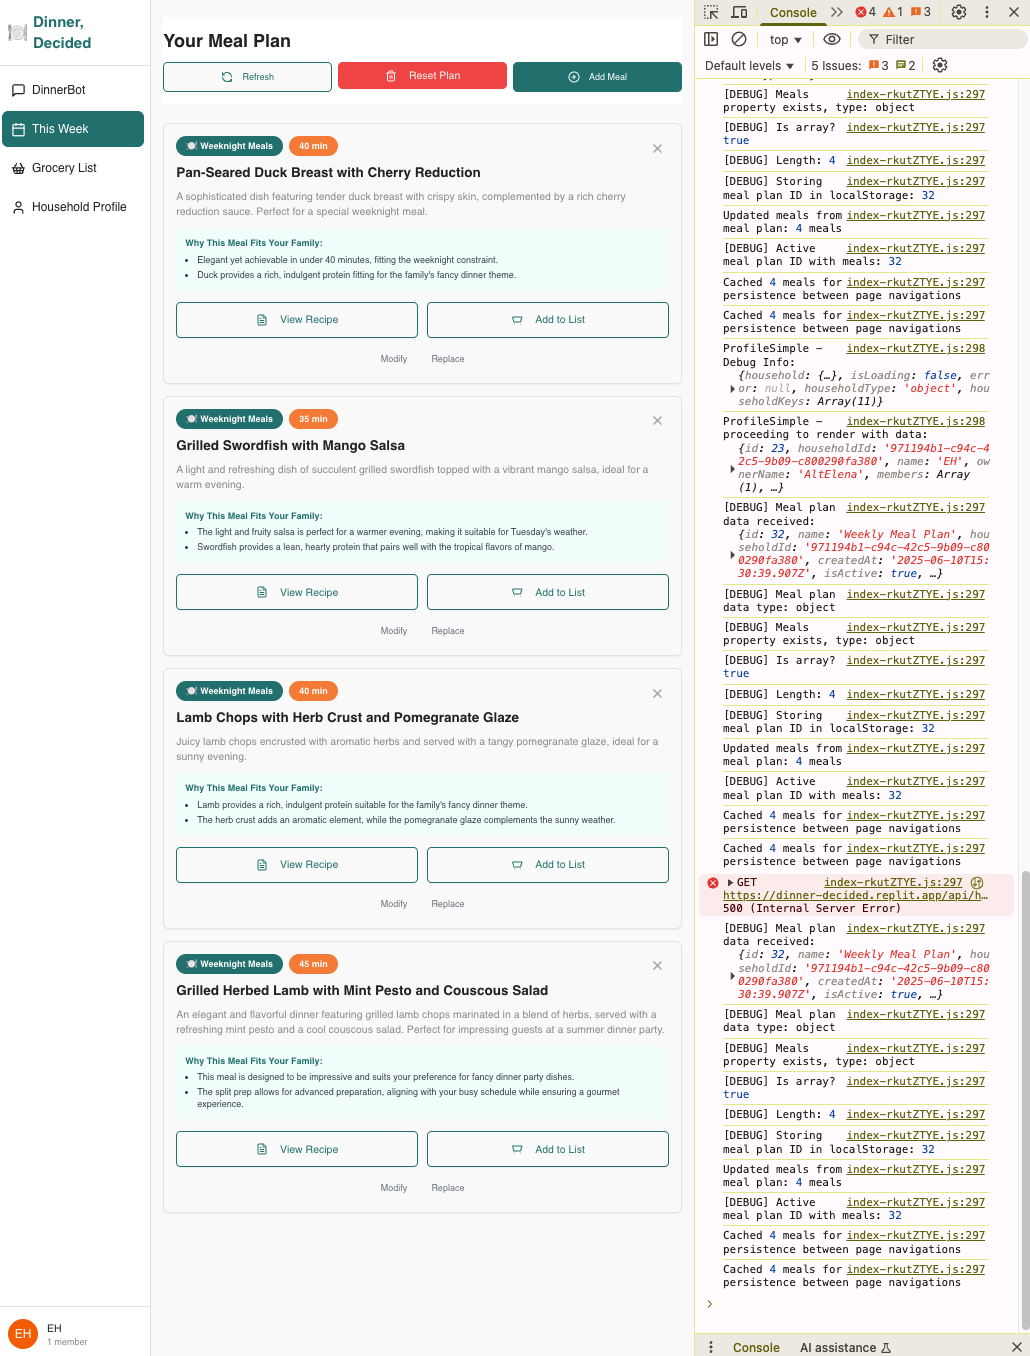 Dinner,
Decided
DinnerBot
This Week
Grocery List
Household Profile
EH
EH
1 member
Your Meal Plan
Refresh
Reset Plan
Add Meal
Weeknight Meals
40 min
Pan-Seared Duck Breast with Cherry Reduction
A sophisticated dish featuring tender duck breast with crispy skin, complemented by a rich cherry
reduction sauce. Perfect for a special weeknight meal.
Why This Meal Fits Your Family:
• Elegant yet achievable in under 40 minutes, fitting the weeknight constraint.
• Duck provides a rich, indulgent protein fitting for the family's fancy dinner theme.
View Recipe
Add to List
Modify
Replace
Weeknight Meals
35 min
Grilled Swordfish with Mango Salsa
A light and refreshing dish of succulent grilled swordfish topped with a vibrant mango salsa, ideal for a
warm evening.
Why This Meal Fits Your Family:
• The light and fruity salsa is perfect for a warmer evening, making it suitable for Tuesday's weather.
• Swordfish provides a lean, hearty protein that pairs well with the tropical flavors of mango.
View Recipe
Add to List
Modify
Replace
Weeknight Meals
40 min
Lamb Chops with Herb Crust and Pomegranate Glaze
Juicy lamb chops encrusted with aromatic herbs and served with a tangy pomegranate glaze, ideal for a
sunny evening.
Why This Meal Fits Your Family:
• Lamb provides a rich, indulgent protein suitable for the family's fancy dinner theme.
• The herb crust adds an aromatic element, while the pomegranate glaze complements the sunny weather.
View Recipe
Add to List
Modify
Replace
Weeknight Meals
45 min
Grilled Herbed Lamb with Mint Pesto and Couscous Salad
An elegant and flavorful dinner featuring grilled lamb chops marinated in a blend of herbs, served with a
refreshing mint pesto and a cool couscous salad. Perfect for impressing guests at a summer dinner party.
Why This Meal Fits Your Family:
• This meal is designed to be impressive and suits your preference for fancy dinner party dishes.
• The split prep allows for advanced preparation, aligning with your busy schedule while ensuring a gourmet
experience.
View Recipe
Add to List
Modify
Replace
Console
4
1
3
top
Filter
Default levels
5 Issues: 3 2
[DEBUG] Meals index-rkutZTYE.js:297
property exists, type: object
[DEBUG] Is array? index-rkutZTYE.js:297
true
[DEBUG] Length: 4 index-rkutZTYE.js:297
[DEBUG] Storing index-rkutZTYE.js:297
meal plan ID in localStorage: 32
Updated meals from index-rkutZTYE.js:297
meal plan: 4 meals
[DEBUG] Active index-rkutZTYE.js:297
meal plan ID with meals: 32
Cached 4 meals for index-rkutZTYE.js:297
persistence between page navigations
Cached 4 meals for index-rkutZTYE.js:297
persistence between page navigations
ProfileSimple – index-rkutZTYE.js:298
Debug Info:
{household: {…}, isLoading: false, err
or: null, householdType: 'object', hou
seholdKeys: Array(11)}
ProfileSimple – index-rkutZTYE.js:298
proceeding to render with data:
{id: 23, householdId: '971194b1-c94c-4
2c5-9b09-c800290fa380', name: 'EH', ow
nerName: 'AltElena', members: Array
(1), …}
[DEBUG] Meal plan index-rkutZTYE.js:297
data received:
{id: 32, name: 'Weekly Meal Plan', hou
seholdId: '971194b1-c94c-42c5-9b09-c80
0290fa380', createdAt: '2025-06-10T15:
30:39.907Z', isActive: true, …}
[DEBUG] Meal plan index-rkutZTYE.js:297
data type: object
[DEBUG] Meals index-rkutZTYE.js:297
property exists, type: object
[DEBUG] Is array? index-rkutZTYE.js:297
true
[DEBUG] Length: 4 index-rkutZTYE.js:297
[DEBUG] Storing index-rkutZTYE.js:297
meal plan ID in localStorage: 32
Updated meals from index-rkutZTYE.js:297
meal plan: 4 meals
[DEBUG] Active index-rkutZTYE.js:297
meal plan ID with meals: 32
Cached 4 meals for index-rkutZTYE.js:297
persistence between page navigations
Cached 4 meals for index-rkutZTYE.js:297
persistence between page navigations
GET index-rkutZTYE.js:297
https://dinner-decided.replit.app/api/h…
500 (Internal Server Error)
[DEBUG] Meal plan index-rkutZTYE.js:297
data received:
{id: 32, name: 'Weekly Meal Plan', hou
seholdId: '971194b1-c94c-42c5-9b09-c80
0290fa380', createdAt: '2025-06-10T15:
30:39.907Z', isActive: true, …}
[DEBUG] Meal plan index-rkutZTYE.js:297
data type: object
[DEBUG] Meals index-rkutZTYE.js:297
property exists, type: object
[DEBUG] Is array? index-rkutZTYE.js:297
true
[DEBUG] Length: 4 index-rkutZTYE.js:297
[DEBUG] Storing index-rkutZTYE.js:297
meal plan ID in localStorage: 32
Updated meals from index-rkutZTYE.js:297
meal plan: 4 meals
[DEBUG] Active index-rkutZTYE.js:297
meal plan ID with meals: 32
Cached 4 meals for index-rkutZTYE.js:297
persistence between page navigations
Cached 4 meals for index-rkutZTYE.js:297
persistence between page navigations
Console
AI assistance